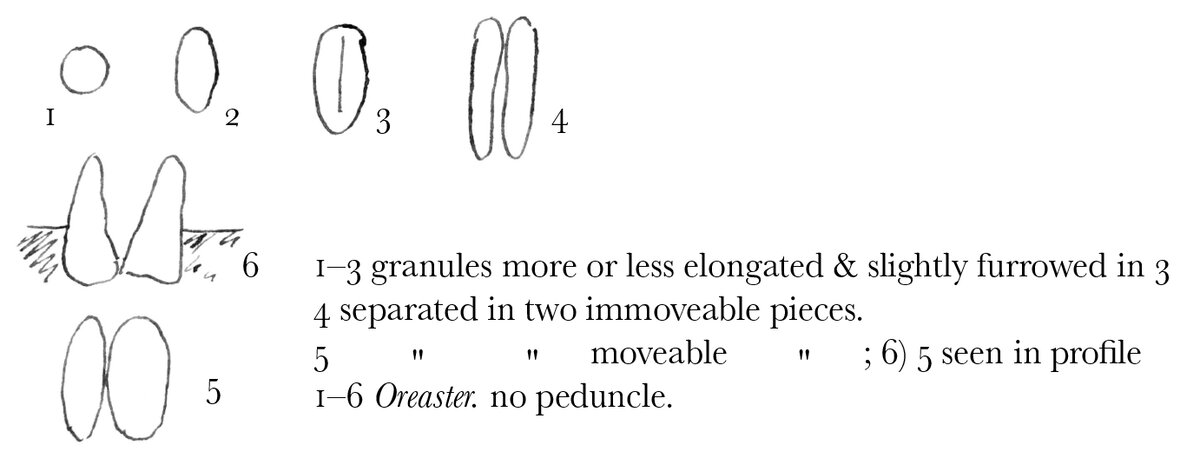 1 2 3 4
6
1–3 granules more or less elongated & slightly furrowed in 3
4 separated in two immoveable pieces.
5 " " moveable " ; 6) 5 seen in profile
5
1–6 Oreaster. no peduncle.